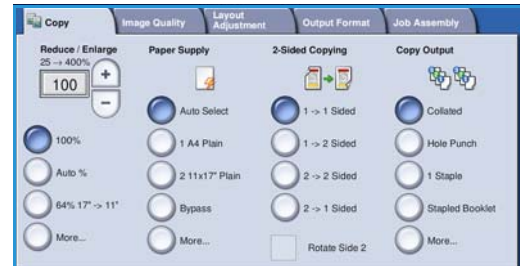 Copy
Image Quality
Layout
Adjustment
Output Format
Job Assembly
Reduce / Enlarge
25 → 400%
100
+
−
100%
Auto %
64% 17" -> 11"
More...
Paper Supply
Auto Select
1 A4 Plain
2 11x17" Plain
Bypass
More...
2-Sided Copying
1 -> 1 Sided
1 -> 2 Sided
2 -> 2 Sided
2 -> 1 Sided
Rotate Side 2
Copy Output
Collated
Hole Punch
1 Staple
Stapled Booklet
More...